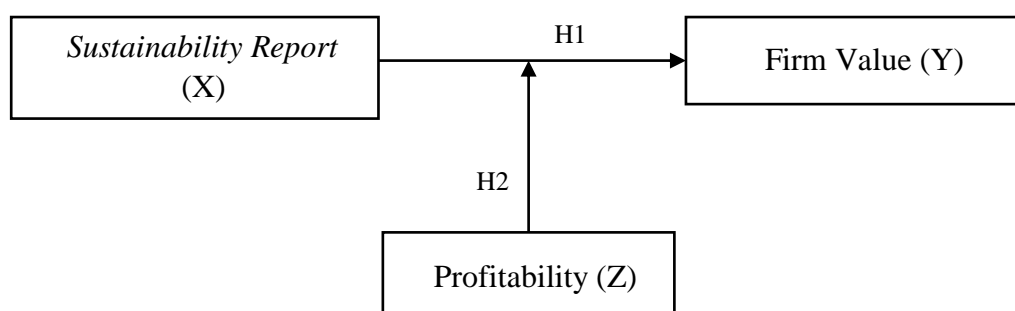 Sustainability Report
(X)
H1
Firm Value (Y)
H2
Profitability (Z)